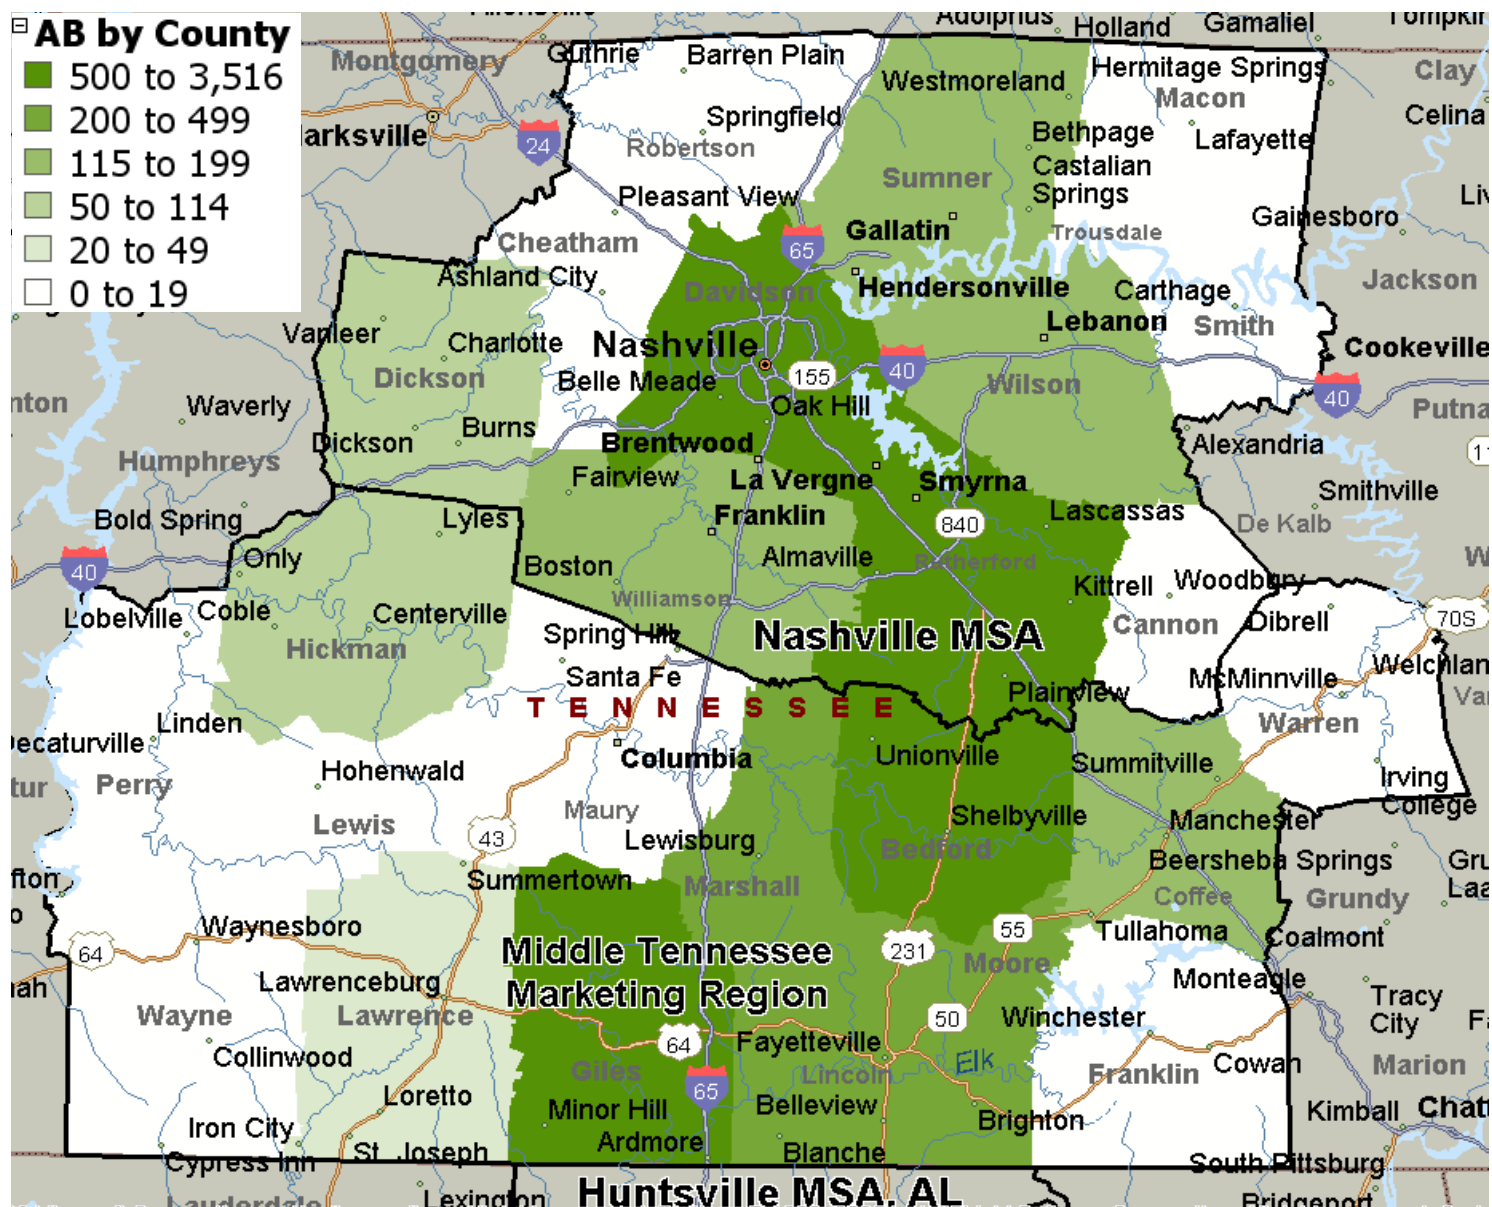 AB by County
500 to 3,516
200 to 499
115 to 199
50 to 114
20 to 49
0 to 19
Adolphus
Holland
Gamaliel
Montgomery
Guthrie
Barren Plain
Westmoreland
Hermitage Springs
Macon
Clay
Celina
Springfield
Robertson
Bethpage
Lafayette
arksville
24
Castalian
Springs
Sumner
Pleasant View
Gallatin
Trousdale
Gainesboro
Cheatham
65
Ashland City
Davidson
Hendersonville
Carthage
Jackson
Vanleer
Charlotte
Nashville
Lebanon
Smith
Cookeville
Dickson
Belle Meade
155
40
Wilson
40
Putna
nton
Waverly
Oak Hill
Dickson
Burns
Brentwood
Alexandria
Humphreys
Fairview
La Vergne
Smyrna
Smithville
Bold Spring
Lyles
Franklin
840
Lascassas
De Kalb
Only
Boston
Almaville
Rutherford
40
Kittrell
Woodbury
Lobelville
Coble
Centerville
Williamson
Cannon
Dibrell
70S
Hickman
Spring Hill
Nashville MSA
Santa Fe
McMinnville
Welchlan
Plainview
TENNESSEE
Linden
Warren
Decaturville
Columbia
Unionville
Summitville
Hohenwald
Irving
College
tur
Perry
Maury
Shelbyville
Manchester
Lewis
43
Lewisburg
Bedford
Beersheba Springs
Gru
fton
Summertown
Marshall
Coffee
Grundy
Laa
Waynesboro
55
Tullahoma
Coalmont
64
Middle Tennessee
Marketing Region
231
Moore
Monteagle
Lawrenceburg
Tracy
City
Wayne
Lawrence
50
Winchester
64
Fayetteville
Elk
Collinwood
Giles
Lincoln
Franklin
Cowan
Marion
65
Loretto
Minor Hill
Belleview
Brighton
Kimball
Chatt
Iron City
Ardmore
Cypress Inn
St. Joseph
Blanche
South Pittsburg
Lauderdale
Lexington
Huntsville MSA, AL
Bridgeport